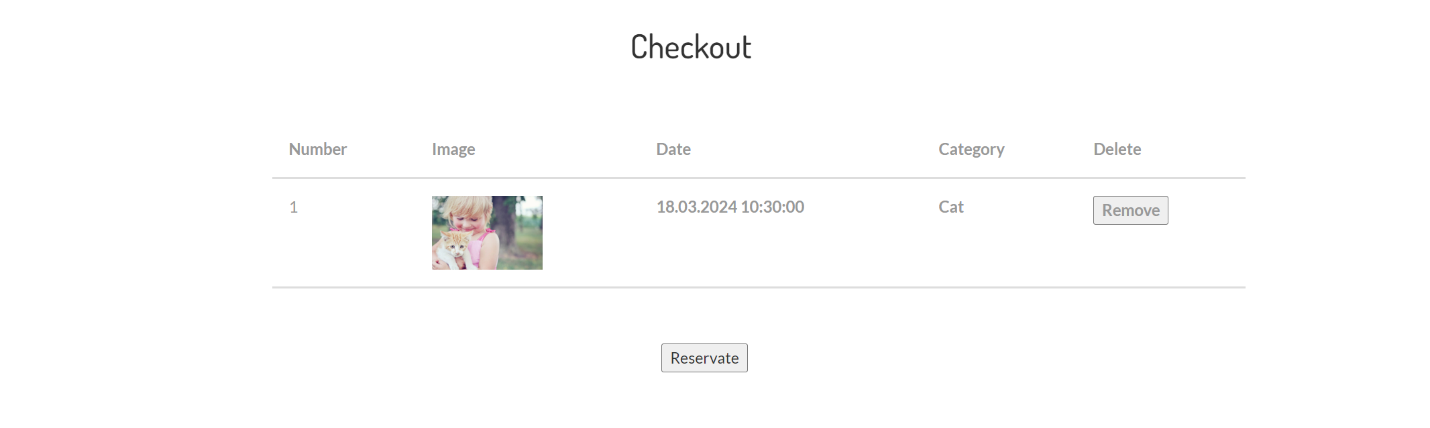 Checkout
Number Image Date Category Delete
1 18.03.2024 10:30:00 Cat Remove
Reservate